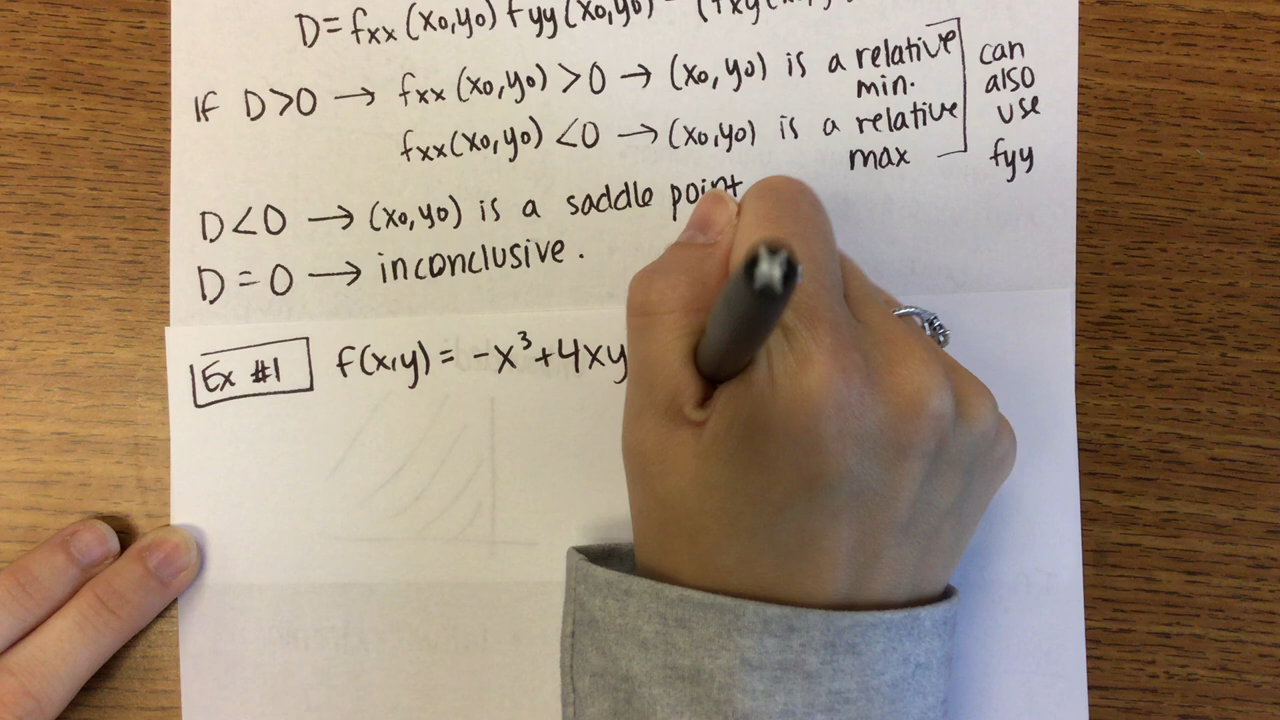 D = fxx (x0,y0) fyy (x0,y0) - (fxy(x0,y
If D>0 → fxx (x0,y0) >0 → (x0, y0) is a relative min.
fxx(x0,y0) <0 → (x0,y0) is a relative max
can also use fyy
D<0 → (x0,y0) is a saddle point
D=0 → inconclusive.
Ex #1 f(x,y) = -x³+4xy